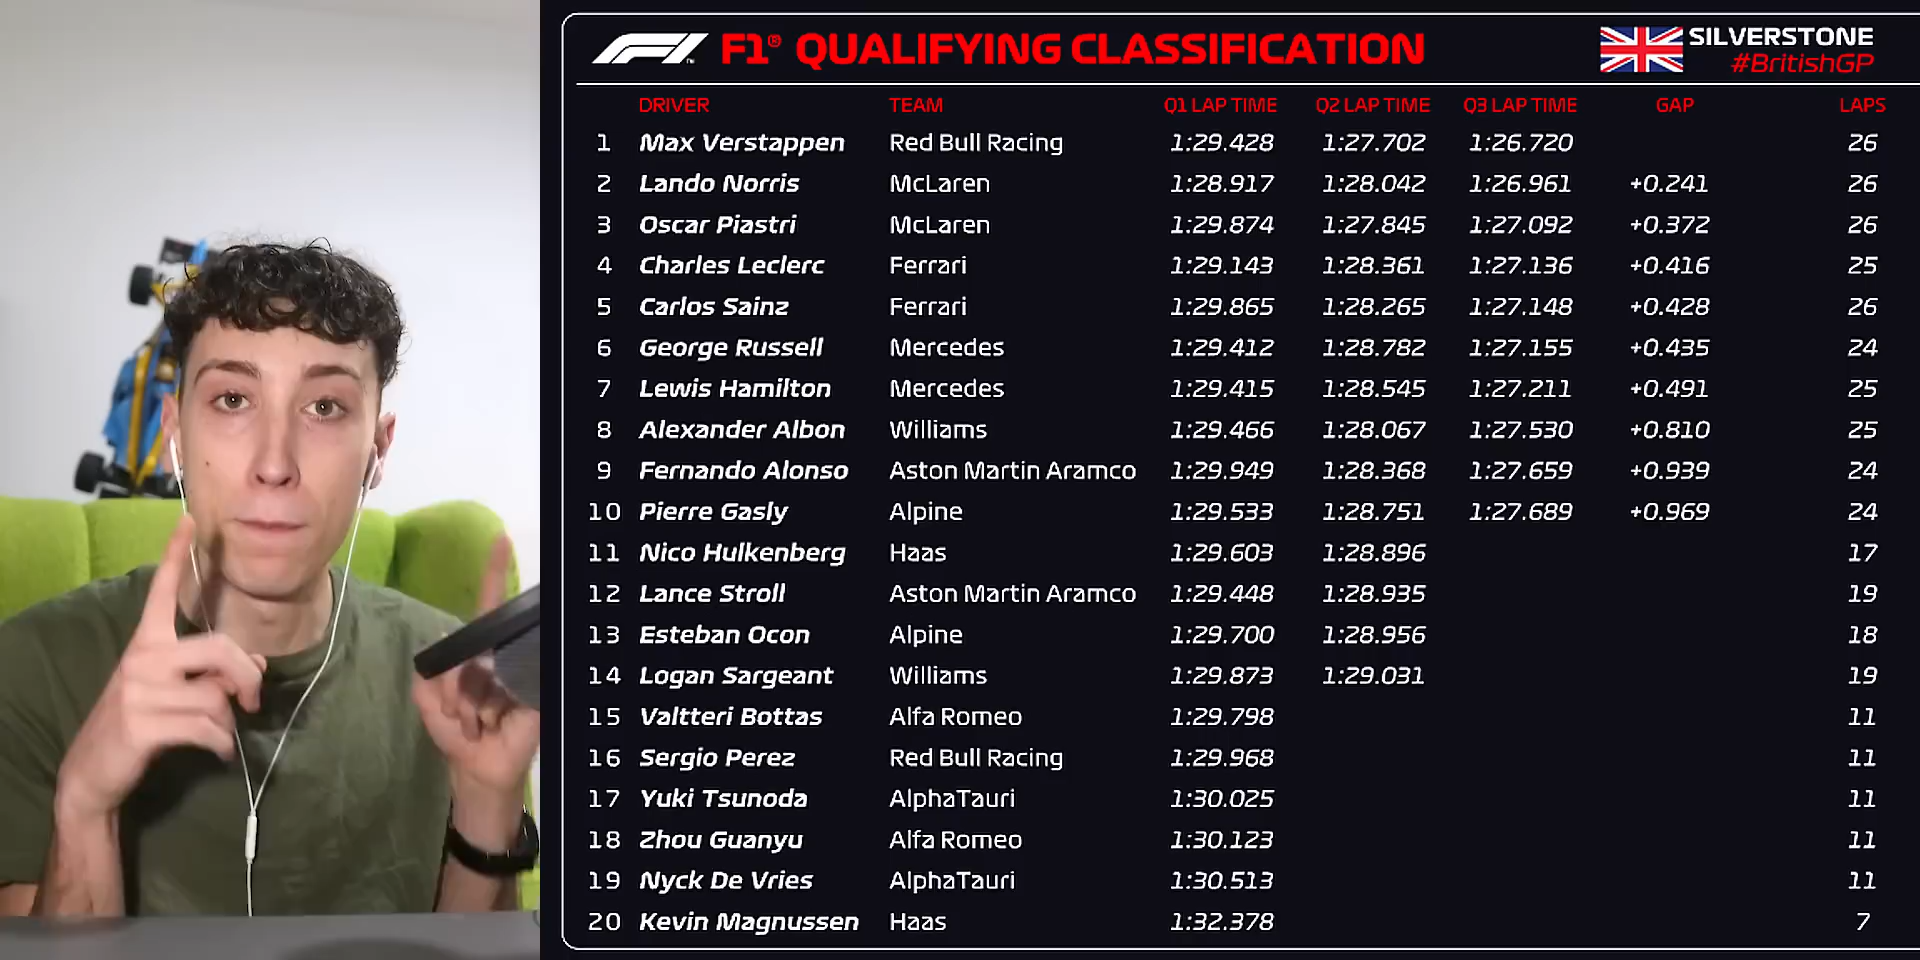 F1® QUALIFYING CLASSIFICATION SILVERSTONE
#BritishGP
DRIVER TEAM Q1 LAP TIME Q2 LAP TIME Q3 LAP TIME GAP LAPS
1 Max Verstappen Red Bull Racing 1:29.428 1:27.702 1:26.720 26
2 Lando Norris McLaren 1:28.917 1:28.042 1:26.961 +0.241 26
3 Oscar Piastri McLaren 1:29.874 1:27.845 1:27.092 +0.372 26
4 Charles Leclerc Ferrari 1:29.143 1:28.361 1:27.136 +0.416 25
5 Carlos Sainz Ferrari 1:29.865 1:28.265 1:27.148 +0.428 26
6 George Russell Mercedes 1:29.412 1:28.782 1:27.155 +0.435 24
7 Lewis Hamilton Mercedes 1:29.415 1:28.545 1:27.211 +0.491 25
8 Alexander Albon Williams 1:29.466 1:28.067 1:27.530 +0.810 25
9 Fernando Alonso Aston Martin Aramco 1:29.949 1:28.368 1:27.659 +0.939 24
10 Pierre Gasly Alpine 1:29.533 1:28.751 1:27.689 +0.969 24
11 Nico Hulkenberg Haas 1:29.603 1:28.896 17
12 Lance Stroll Aston Martin Aramco 1:29.448 1:28.935 19
13 Esteban Ocon Alpine 1:29.700 1:28.956 18
14 Logan Sargeant Williams 1:29.873 1:29.031 19
15 Valtteri Bottas Alfa Romeo 1:29.798 11
16 Sergio Perez Red Bull Racing 1:29.968 11
17 Yuki Tsunoda AlphaTauri 1:30.025 11
18 Zhou Guanyu Alfa Romeo 1:30.123 11
19 Nyck De Vries AlphaTauri 1:30.513 11
20 Kevin Magnussen Haas 1:32.378 7